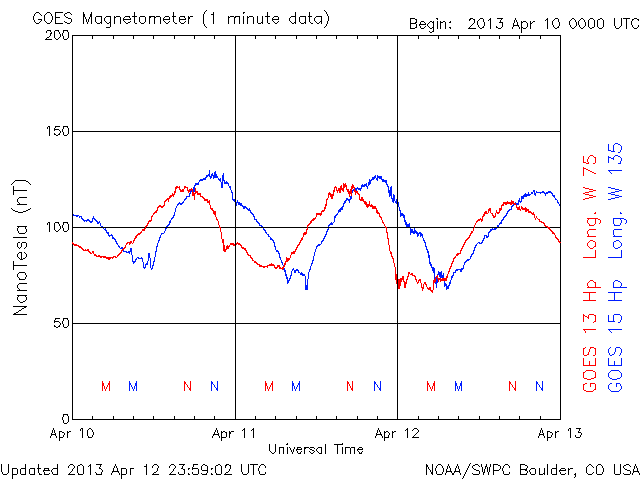 GOES Magnetometer (1 minute data)
Begin: 2013 Apr 10 0000 UTC
200
150
100
50
0
NanoTesla (nT)
M M N N M M N N M M N N
Apr 10 Apr 11 Apr 12 Apr 13
Universal Time
GOES 13 Hp Long. W 75
GOES 15 Hp Long. W 135
Updated 2013 Apr 12 23:59:02 UTC
NOAA/SWPC Boulder, CO USA